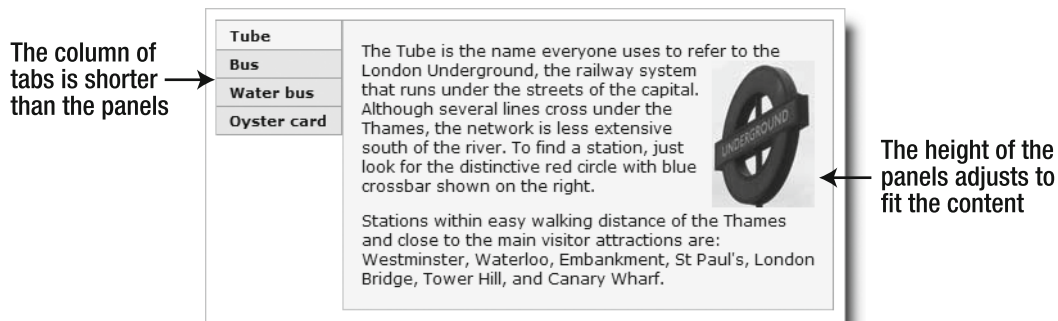 The column of
tabs is shorter
than the panels
Tube
Bus
Water bus
Oyster card
The Tube is the name everyone uses to refer to the
London Underground, the railway system
that runs under the streets of the capital.
Although several lines cross under the
Thames, the network is less extensive
south of the river. To find a station, just
look for the distinctive red circle with blue
crossbar shown on the right.
UNDERGROUND
Stations within easy walking distance of the Thames
and close to the main visitor attractions are:
Westminster, Waterloo, Embankment, St Paul's, London
Bridge, Tower Hill, and Canary Wharf.
The height of the
panels adjusts to
fit the content